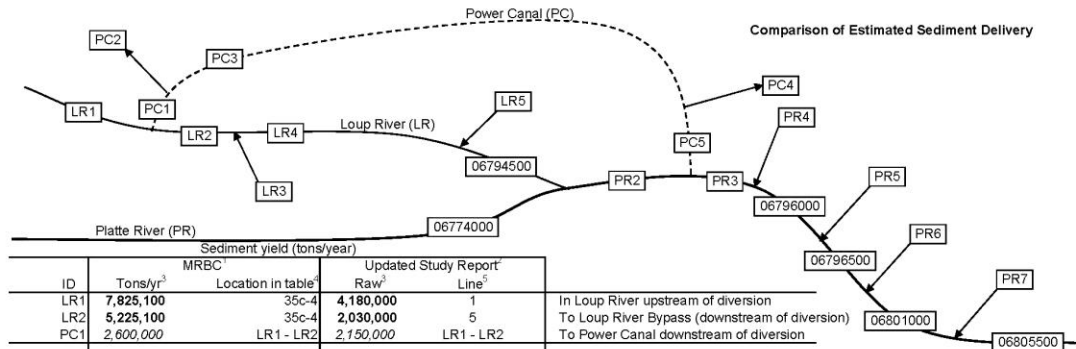 Power Canal (PC)
Comparison of Estimated Sediment Delivery
PC2
PC3
PC4
LR1
PC1
LR5
PR4
LR2
LR4
Loup River (LR)
PC5
LR3
06794500
PR2
PR3
PR5
06796000
Platte River (PR)
06774000
PR6
06796500
PR7
06801000
06805500
Sediment yield (tons/year)
MRBC¹ Updated Study Report²
ID Tons/yr³ Location in table⁴ Raw³ Line⁵
LR1 7,825,100 35c-4 4,180,000 1 In Loup River upstream of diversion
LR2 5,225,100 35c-4 2,030,000 5 To Loup River Bypass (downstream of diversion)
PC1 2,600,000 LR1 - LR2 2,150,000 LR1 - LR2 To Power Canal downstream of diversion